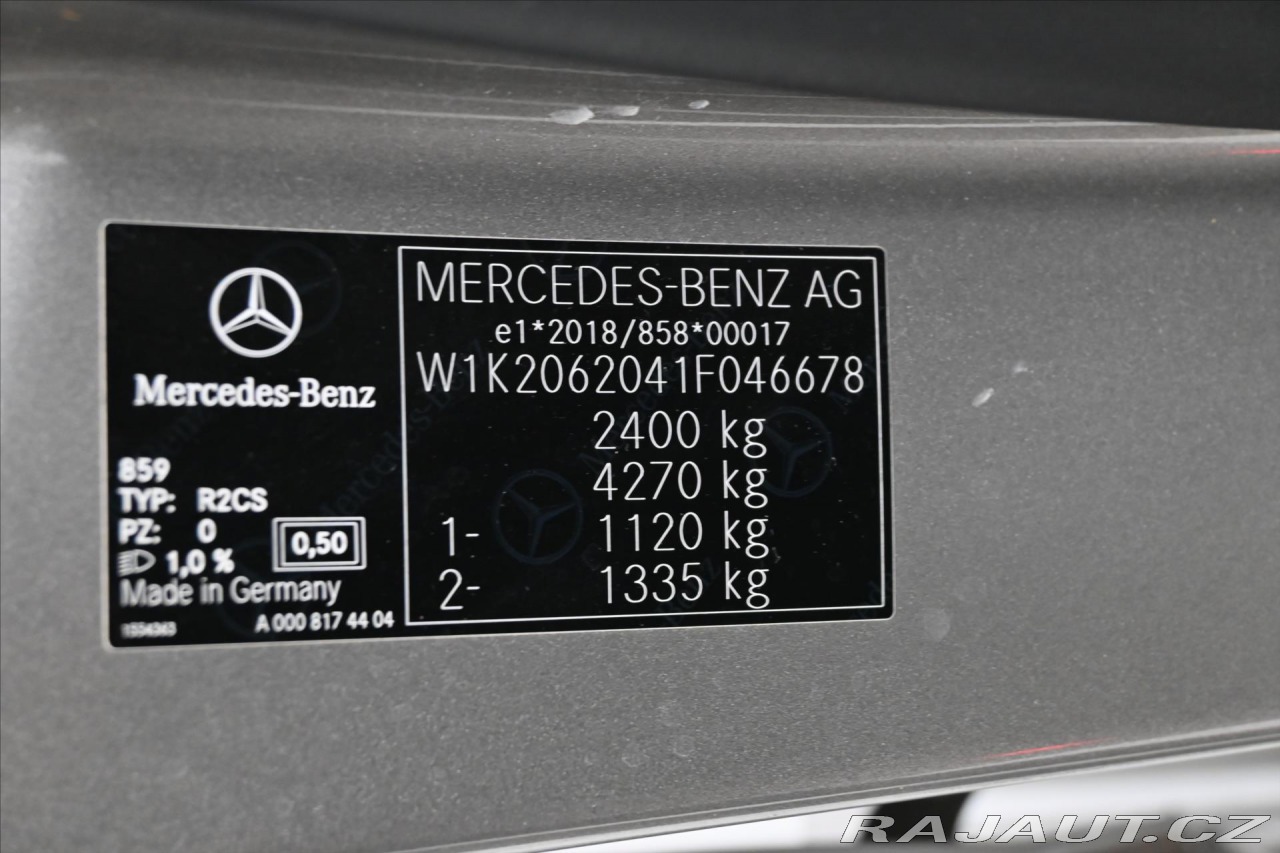 Mercedes-Benz
859
TYP: R2CS
PZ: 0
1,0 %
0,50
Made in Germany
A 000 817 44 04
MERCEDES-BENZ AG
e1*2018/858*00017
W1K2062041F046678
2400 kg
4270 kg
1- 1120 kg
2- 1335 kg
RAJAUT.CZ